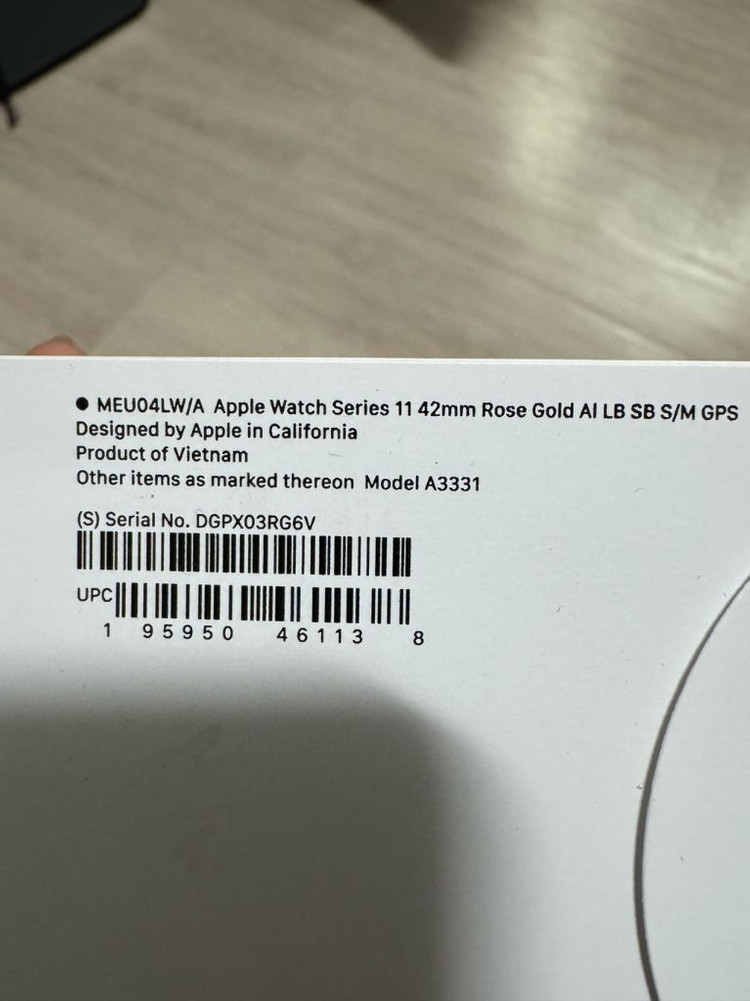 ● MEU04LW/A Apple Watch Series 11 42mm Rose Gold Al LB SB S/M GPS
Designed by Apple in California
Product of Vietnam
Other items as marked thereon Model A3331
(S) Serial No. DGPX03RG6V
UPC
1 95950 46113 8